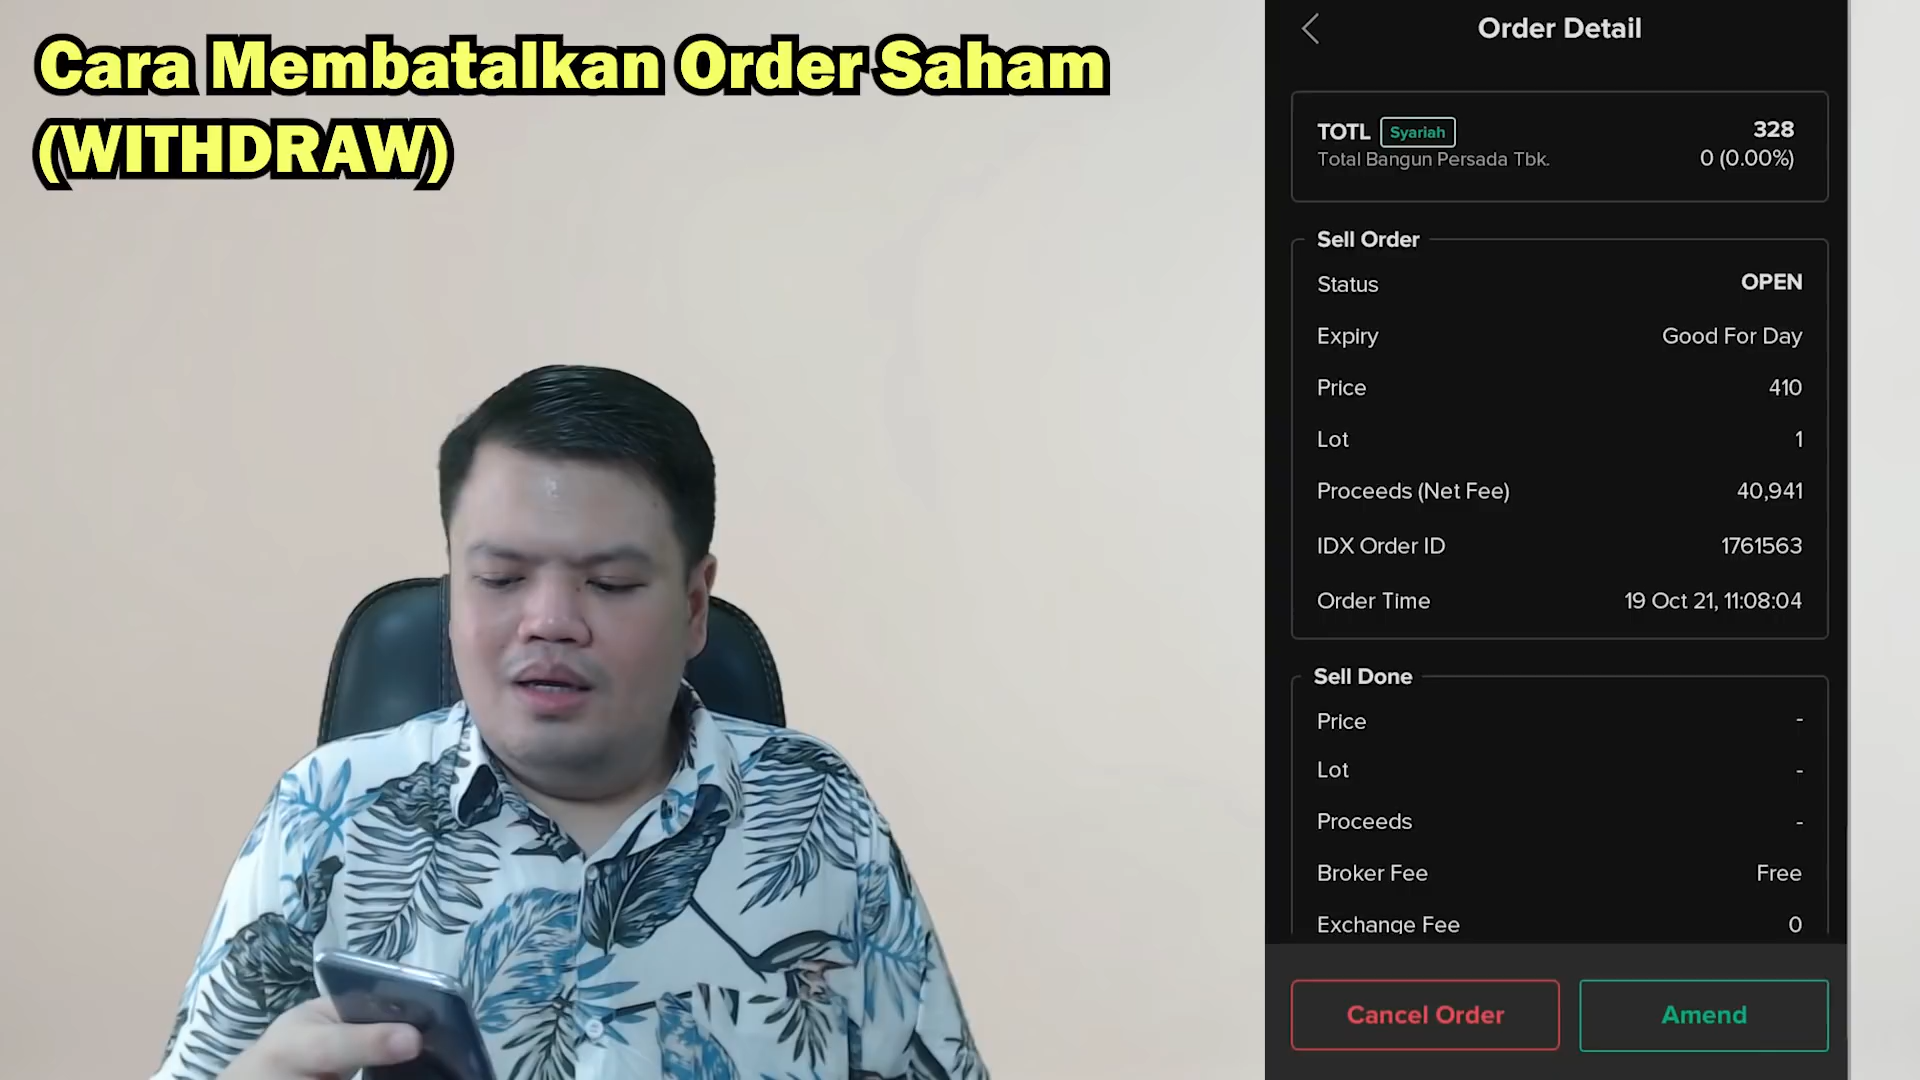 Cara Membatalkan Order Saham
(WITHDRAW)
Order Detail
TOTL Syariah 328
Total Bangun Persada Tbk. 0 (0.00%)
Sell Order
Status OPEN
Expiry Good For Day
Price 410
Lot 1
Proceeds (Net Fee) 40,941
IDX Order ID 1761563
Order Time 19 Oct 21, 11:08:04
Sell Done
Price -
Lot -
Proceeds -
Broker Fee Free
Exchange Fee 0
Cancel Order Amend